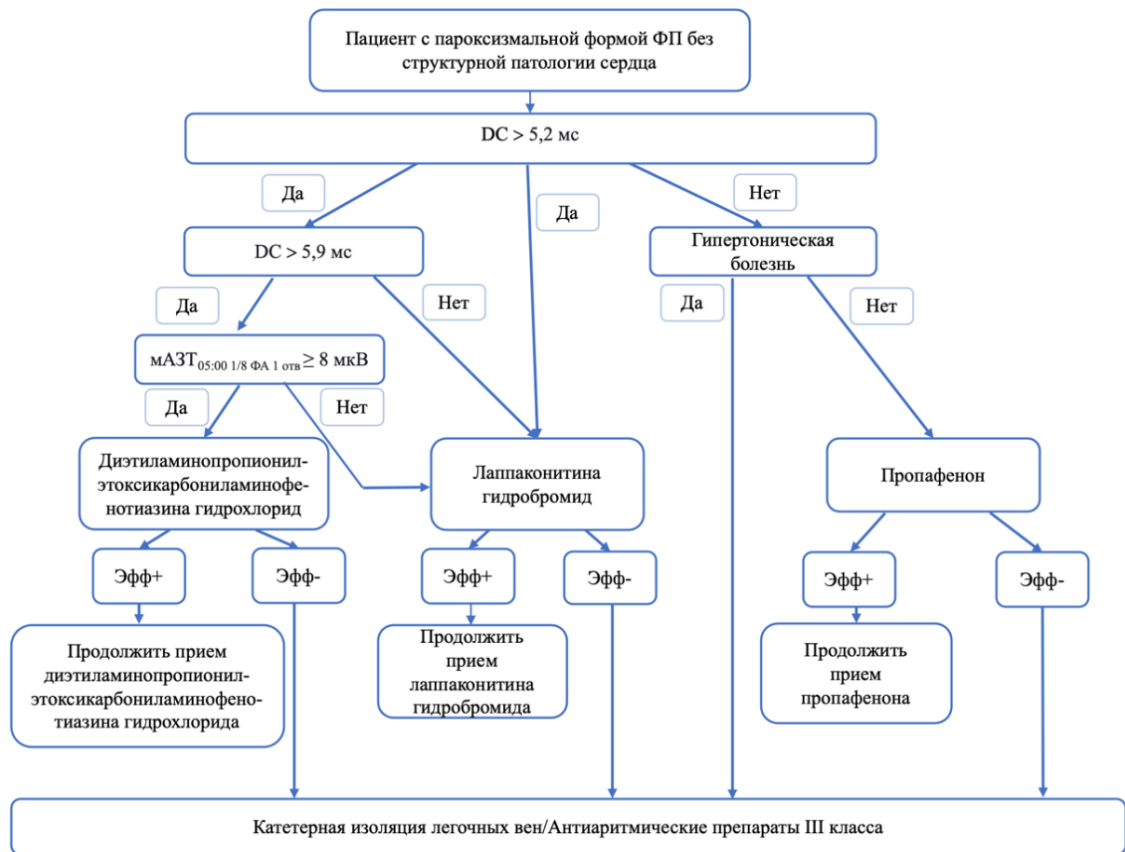 Пациент с пароксизмальной формой ФП без
структурной патологии сердца
DC > 5,2 мс
Да
Да
Нет
DC > 5,9 мс
Гипертоническая
болезнь
Да
Нет
Да
Нет
мАЗТ05:00 1/8 ФА 1 отв ≥ 8 мкВ
Да
Нет
Диэтиламинопропионил-
этоксикарбониламинофе-
нотиазина гидрохлорид
Лаппаконитина
гидробромид
Пропафенон
Эфф+
Эфф-
Эфф+
Эфф-
Эфф+
Эфф-
Продолжить прием
диэтиламинопропионил-
этоксикарбониламинофено-
тиазина гидрохлорида
Продолжить
прием
лаппаконитина
гидробромида
Продолжить
прием
пропафенона
Катетерная изоляция легочных вен/Антиаритмические препараты III класса